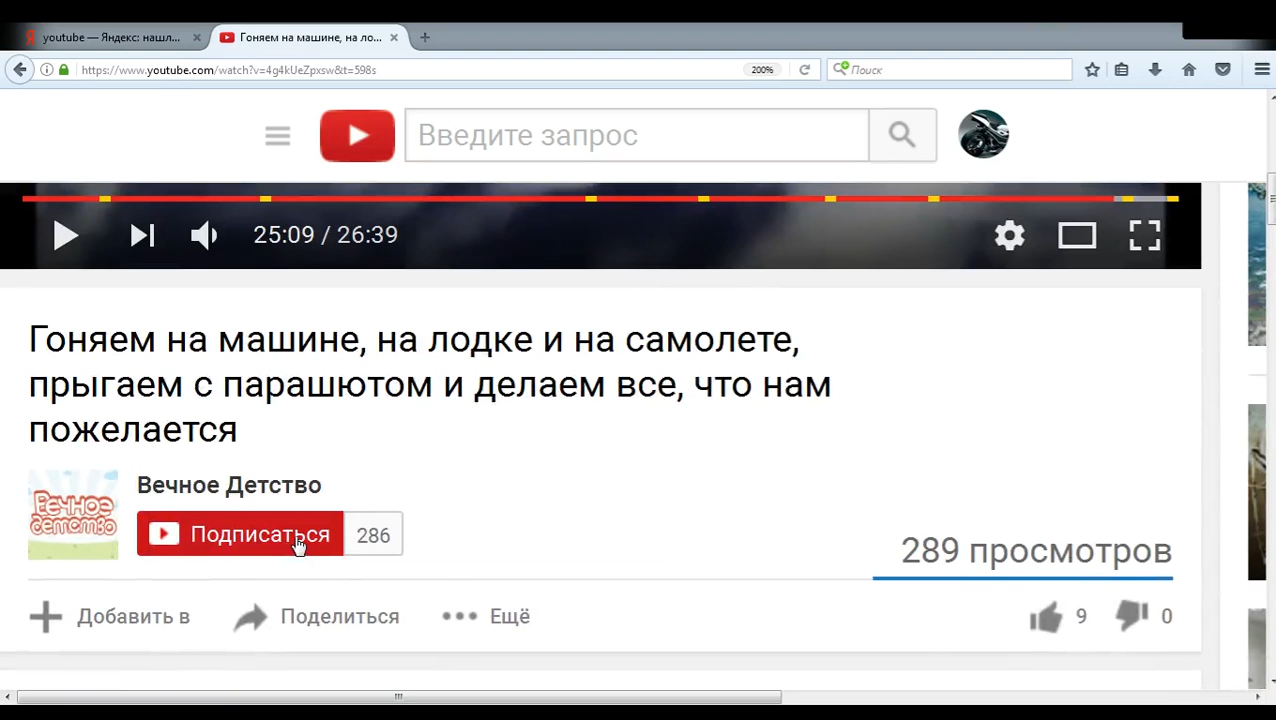 youtube — Яндекс: нашл...
Гоняем на машине, на ло...
https://www.youtube.com/watch?v=4g4kUeZpxsw&t=598s
200%
Поиск
Введите запрос
25:09 / 26:39
Гоняем на машине, на лодке и на самолете,
прыгаем с парашютом и делаем все, что нам
пожелается
Вечное детство
Вечное Детство
Подписаться
286
289 просмотров
Добавить в
Поделиться
Ещё
9
0